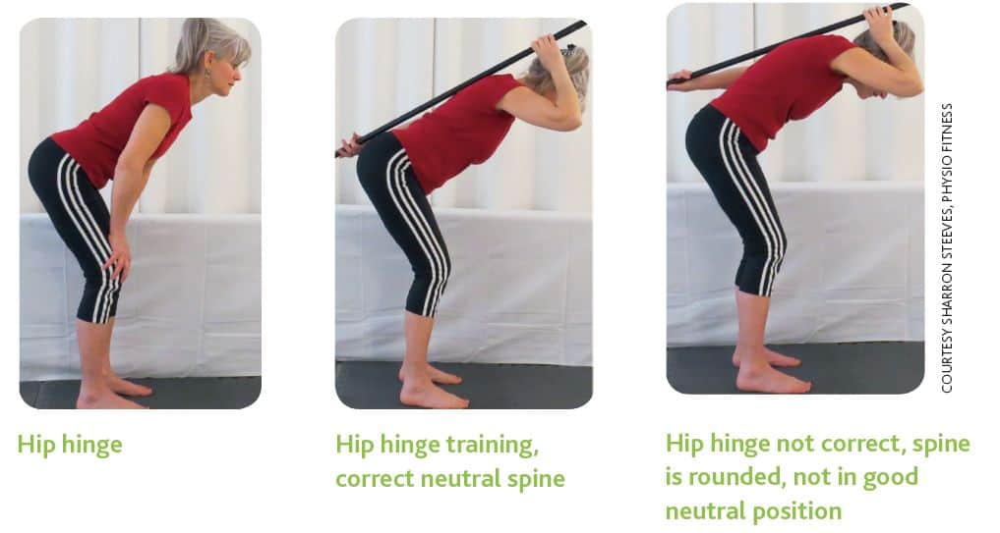 Hip hinge
Hip hinge training,
correct neutral spine
Hip hinge not correct, spine
is rounded, not in good
neutral position
COURTESY SHARRON STEEVES, PHYSIO FITNESS